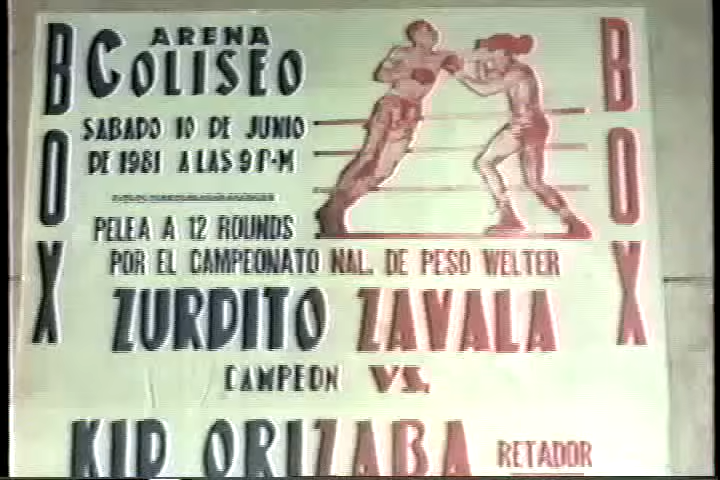 BOX
ARENA
COLISEO
SABADO 10 DE JUNIO
DE 1981 A LAS 9 P-M
PELEA A 12 ROUNDS
POR EL CAMPEONATO NAL. DE PESO WELTER
ZURDITO ZAVALA
CAMPEON VS.
KID ORIZABA RETADOR
BOX